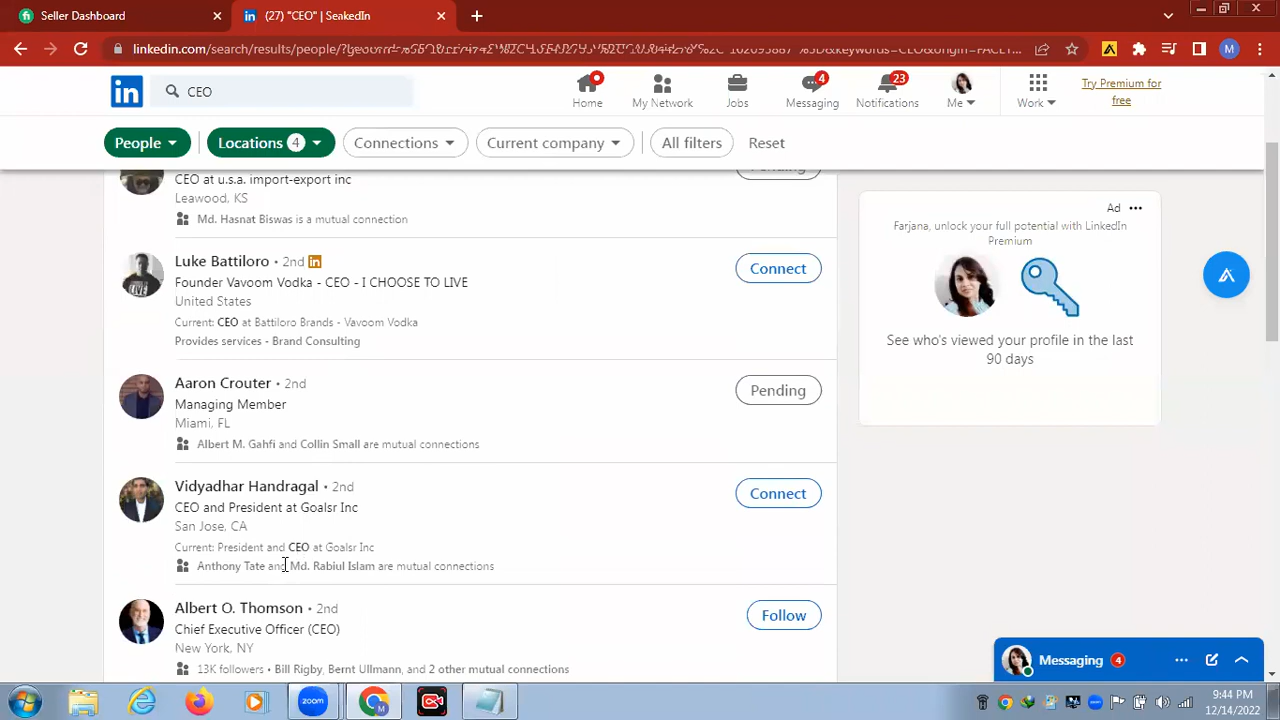 Seller Dashboard
(27) "CEO" | SeakedIn
CEO
Home
My Network
Jobs
4
Messaging
23
Notifications
Me
Work
Try Premium for
free
People
Locations 4
Connections
Current company
All filters
Reset
CEO at u.s.a. import-export inc
Leawood, KS
Md. Hasnat Biswas is a mutual connection
Luke Battiloro • 2nd
Founder Vavoom Vodka - CEO - I CHOOSE TO LIVE
United States
Current: CEO at Battiloro Brands - Vavoom Vodka
Provides services - Brand Consulting
Connect
Aaron Crouter • 2nd
Managing Member
Miami, FL
Albert M. Gahfi and Collin Small are mutual connections
Pending
Vidyadhar Handragal • 2nd
CEO and President at Goalsr Inc
San Jose, CA
Current: President and CEO at Goalsr Inc
Anthony Tate and Md. Rabiul Islam are mutual connections
Connect
Albert O. Thomson • 2nd
Chief Executive Officer (CEO)
New York, NY
13K followers • Bill Rigby, Bernt Ullmann, and 2 other mutual connections
Follow
Ad
Farjana, unlock your full potential with LinkedIn
Premium
See who's viewed your profile in the last
90 days
Messaging 4
zoom
9:44 PM
12/14/2022